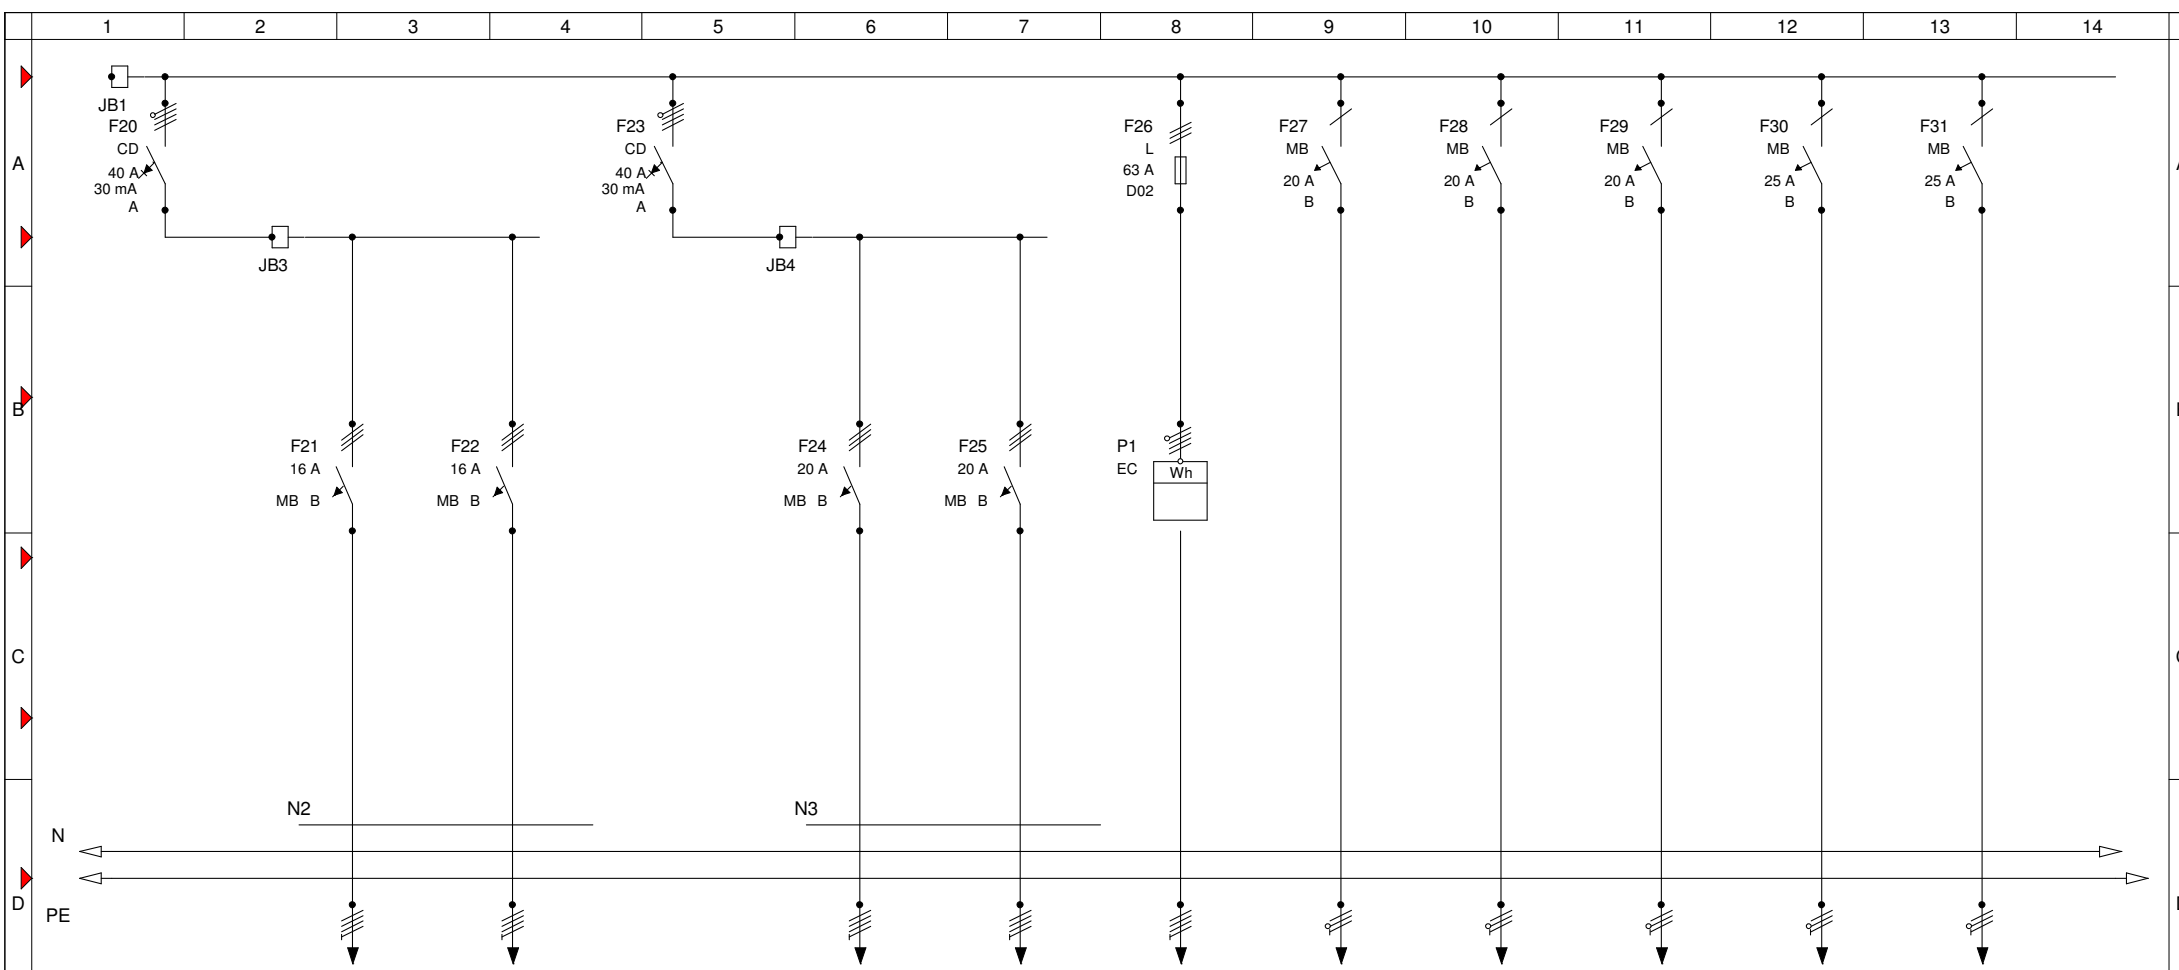 1 2 3 4 5 6 7 8 9 10 11 12 13 14
JB1
F20 F23 F26 F27 F28 F29 F30 F31
CD CD L MB MB MB MB MB
A
40 A 40 A 63 A 20 A 20 A 20 A 25 A 25 A
30 mA 30 mA D02
A A B B B B B
JB3 JB4
B
F21 F22 F24 F25 P1
16 A 16 A 20 A 20 A EC Wh
MB B MB B MB B MB B
C
N2 N3
N
D
PE